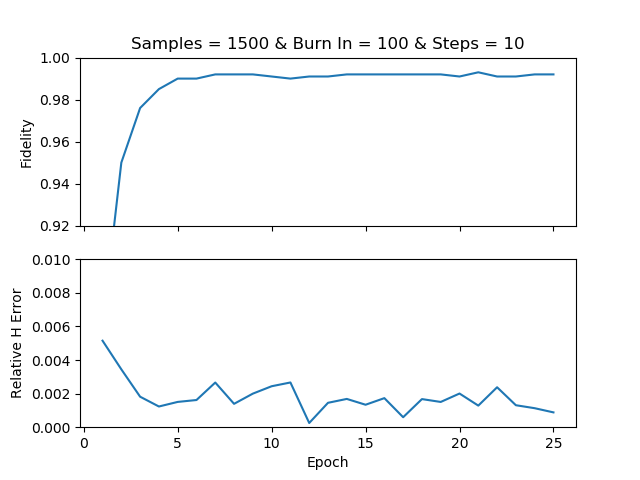 Samples = 1500 & Burn In = 100 & Steps = 10
1.00
0.98
0.96
0.94
0.92
Fidelity
0.010
0.008
0.006
0.004
0.002
0.000
Relative H Error
0 5 10 15 20 25
Epoch